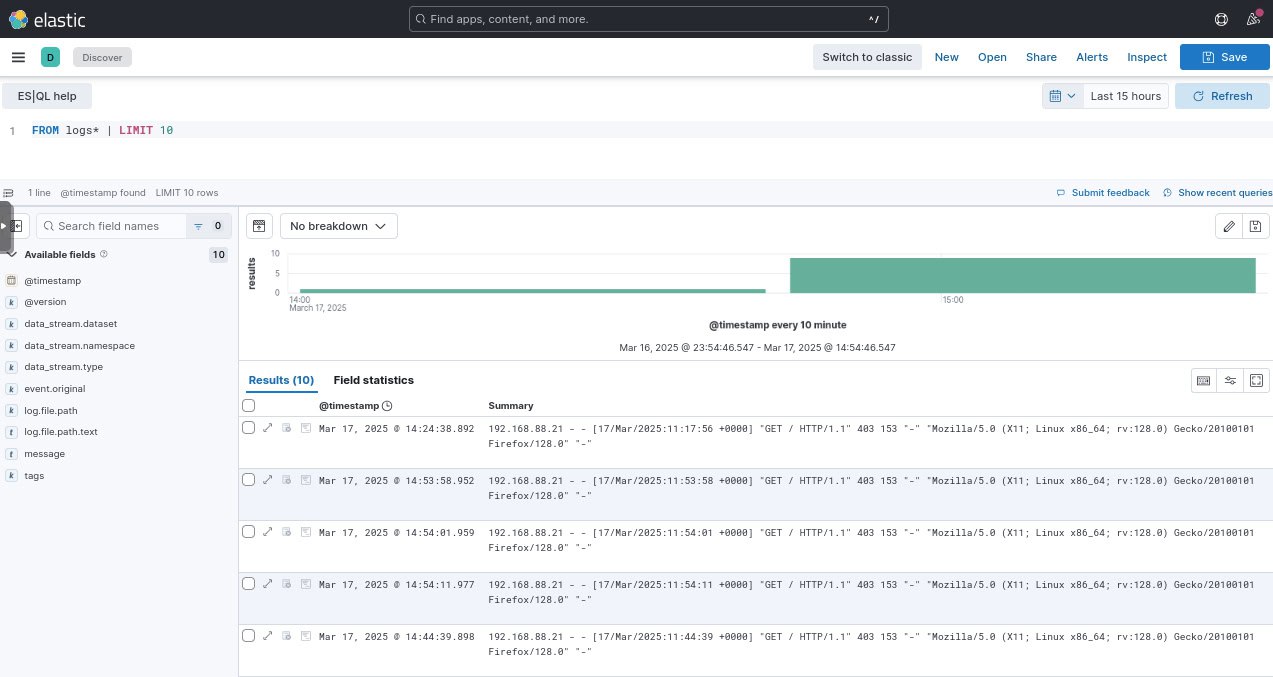 elastic
Find apps, content, and more.
^/
D
Discover
Switch to classic
New
Open
Share
Alerts
Inspect
Save
ES|QL help
Last 15 hours
Refresh
1 FROM logs* | LIMIT 10
1 line @timestamp found LIMIT 10 rows
Submit feedback
Show recent queries
Search field names
0
No breakdown
Available fields
10
@timestamp
@version
data_stream.dataset
data_stream.namespace
data_stream.type
event.original
log.file.path
log.file.path.text
message
tags
k
k
k
k
k
k
t
t
k
results
10
5
0
14:00
March 17, 2025
15:00
@timestamp every 10 minute
Mar 16, 2025 @ 23:54:46.547 - Mar 17, 2025 @ 14:54:46.547
Results (10)
Field statistics
@timestamp
Summary
Mar 17, 2025 @ 14:24:38.892 192.168.88.21 - - [17/Mar/2025:11:17:56 +0000] "GET / HTTP/1.1" 403 153 "-" "Mozilla/5.0 (X11; Linux x86_64; rv:128.0) Gecko/20100101
Firefox/128.0" "-"
Mar 17, 2025 @ 14:53:58.952 192.168.88.21 - - [17/Mar/2025:11:53:58 +0000] "GET / HTTP/1.1" 403 153 "-" "Mozilla/5.0 (X11; Linux x86_64; rv:128.0) Gecko/20100101
Firefox/128.0" "-"
Mar 17, 2025 @ 14:54:01.959 192.168.88.21 - - [17/Mar/2025:11:54:01 +0000] "GET / HTTP/1.1" 403 153 "-" "Mozilla/5.0 (X11; Linux x86_64; rv:128.0) Gecko/20100101
Firefox/128.0" "-"
Mar 17, 2025 @ 14:54:11.977 192.168.88.21 - - [17/Mar/2025:11:54:11 +0000] "GET / HTTP/1.1" 403 153 "-" "Mozilla/5.0 (X11; Linux x86_64; rv:128.0) Gecko/20100101
Firefox/128.0" "-"
Mar 17, 2025 @ 14:44:39.898 192.168.88.21 - - [17/Mar/2025:11:44:39 +0000] "GET / HTTP/1.1" 403 153 "-" "Mozilla/5.0 (X11; Linux x86_64; rv:128.0) Gecko/20100101
Firefox/128.0" "-"